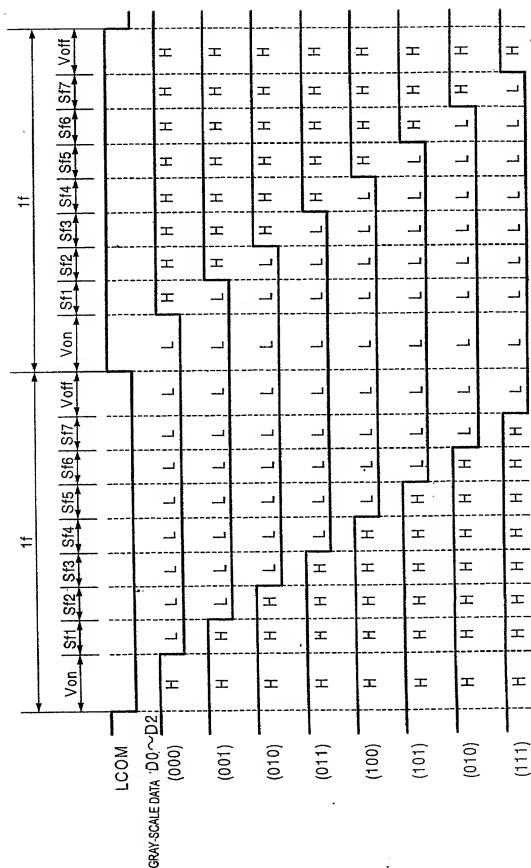 1f 1f
Von Sf1 Sf2 Sf3 Sf4 Sf5 Sf6 Sf7 Voff Von Sf1 Sf2 Sf3 Sf4 Sf5 Sf6 Sf7 Voff
LCOM
GRAY-SCALE DATA D0~D2
(000) H L L L L L L L L L H H H H H H H H
(001) H H L L L L L L L L L H H H H H H H
(010) H H H L L L L L L L L L H H H H H H
(011) H H H H L L L L L L L L L H H H H H
(100) H H H H H L L L L L L L L L H H H H
(101) H H H H H H L L L L L L L L L H H H
(010) H H H H H H H L L L L L L L L L H H
(111) H H H H H H H H L L L L L L L L L H